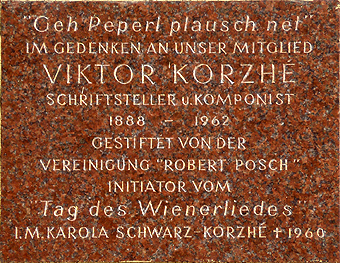 "Geh Peperl plausch net"
IM GEDENKEN AN UNSER MITGLIED
VIKTOR KORZHÉ
SCHRIFTSTELLER u. KOMPONIST
1888 – 1962
GESTIFTET VON DER
VEREINIGUNG "ROBERT POSCH"
INITIATOR VOM
"Tag des Wienerliedes"
I.M. KAROLA SCHWARZ-KORZHÉ † 1960